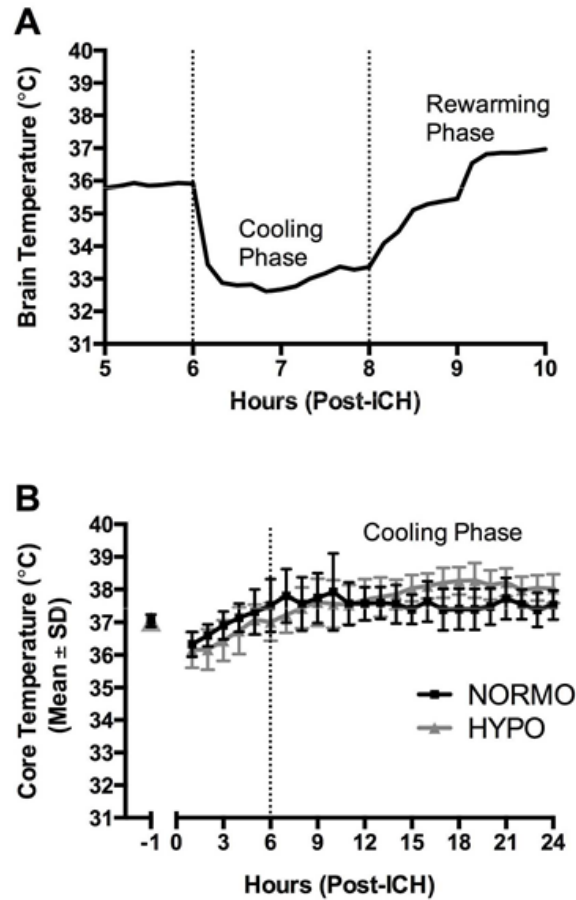 A
Brain Temperature (°C)
40
39
38
37
36
35
34
33
32
31
Cooling
Phase
Rewarming
Phase
5 6 7 8 9 10
Hours (Post-ICH)
B
Core Temperature (°C)
(Mean ± SD)
40
39
38
37
36
35
34
33
32
31
Cooling Phase
NORMO
HYPO
-1 0 3 6 9 12 15 18 21 24
Hours (Post-ICH)